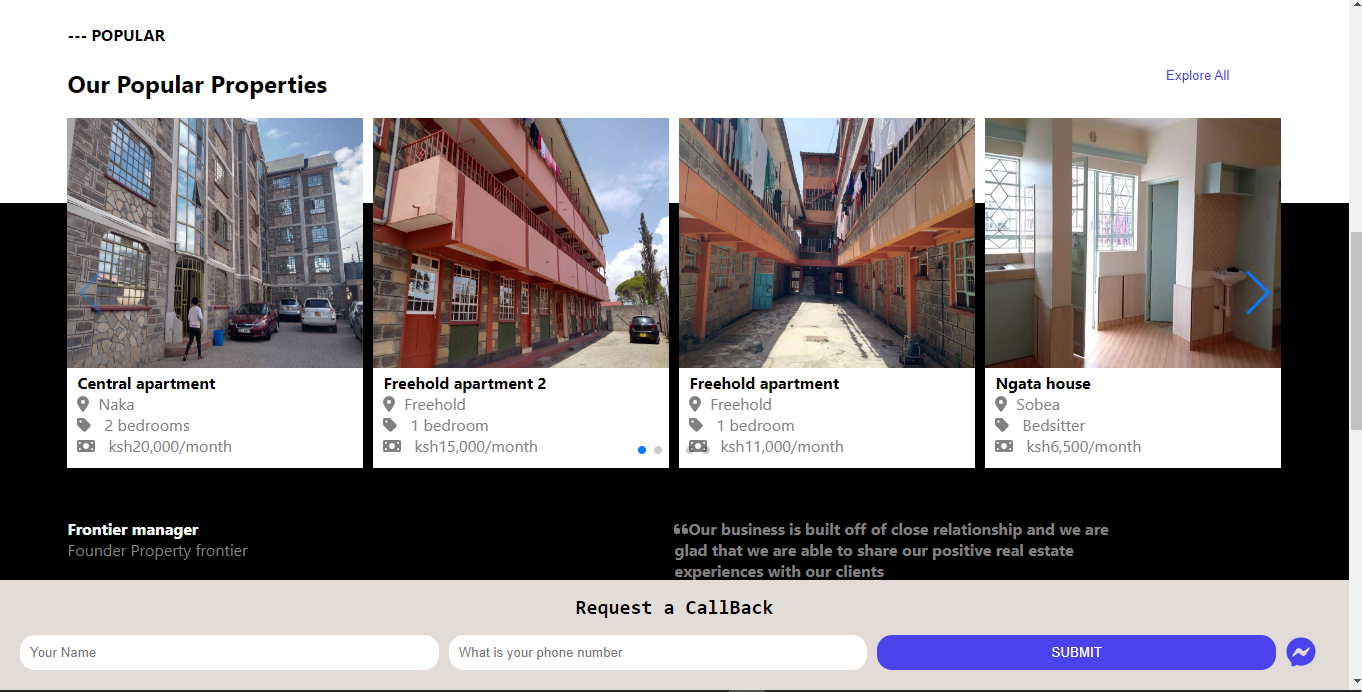 --- POPULAR
Our Popular Properties
Explore All
Central apartment
Naka
2 bedrooms
ksh20,000/month
Freehold apartment 2
Freehold
1 bedroom
ksh15,000/month
Freehold apartment
Freehold
1 bedroom
ksh11,000/month
Ngata house
Sobea
Bedsitter
ksh6,500/month
Frontier manager
Founder Property frontier
❝Our business is built off of close relationship and we are
glad that we are able to share our positive real estate
experiences with our clients
Request a CallBack
Your Name
What is your phone number
SUBMIT